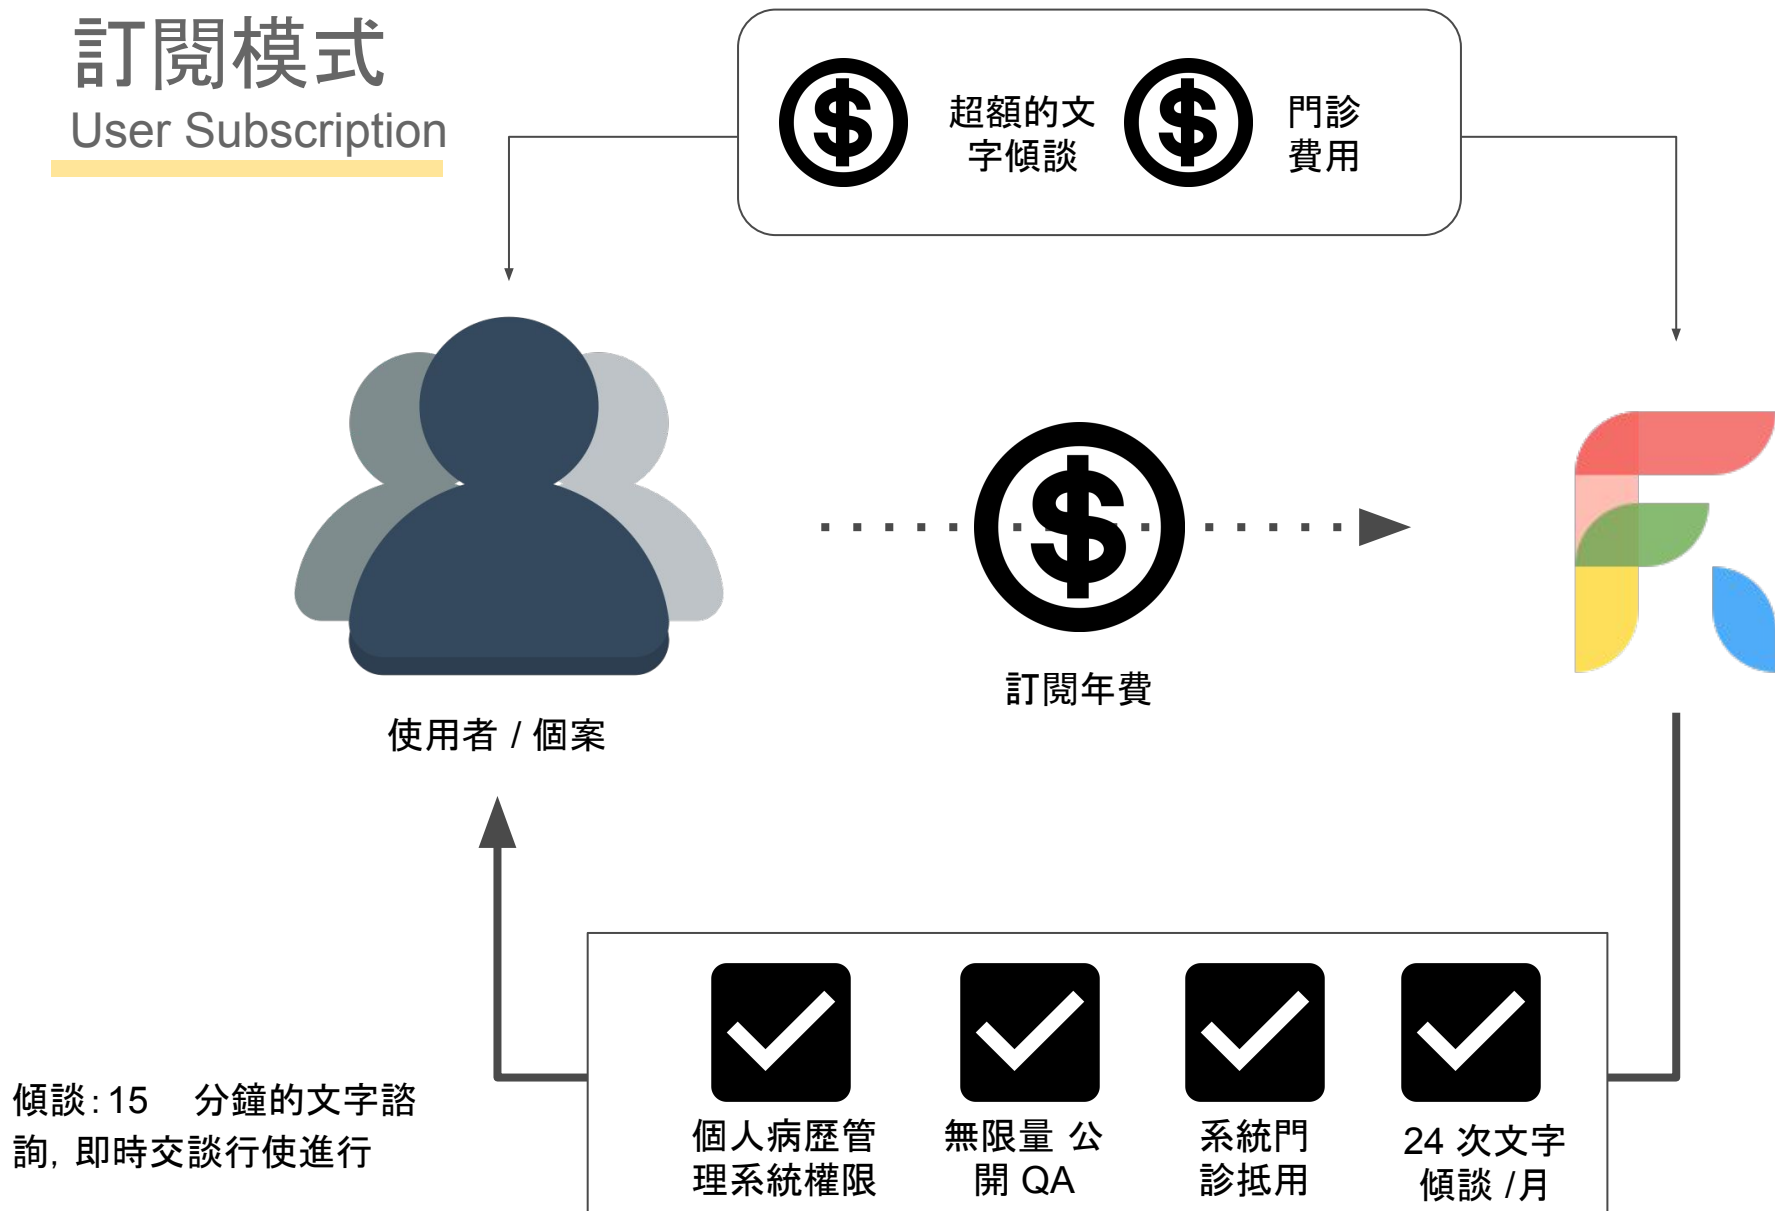 訂閱模式
User Subscription
超額的文
字傾談
門診
費用
訂閱年費
使用者 / 個案
傾談：15 分鐘的文字諮
詢，即時交談行使進行
個人病歷管
理系統權限
無限量 公
開 QA
系統門
診抵用
24 次文字
傾談 /月